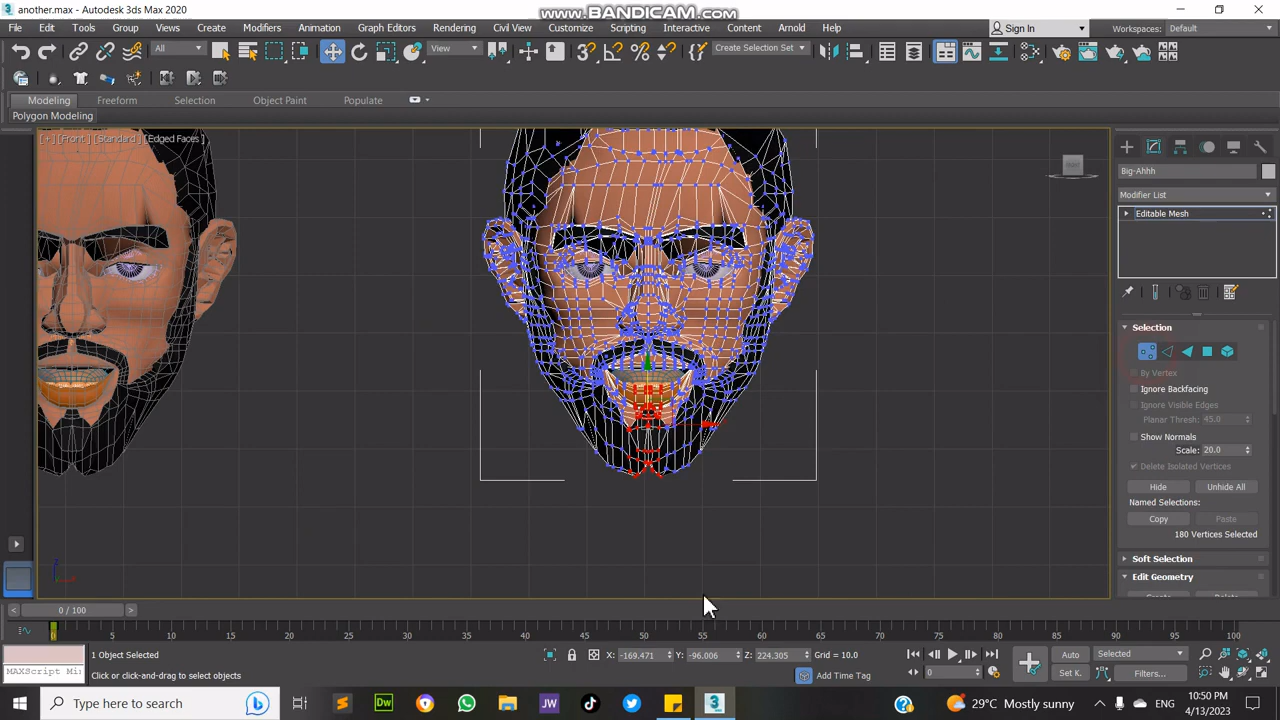 another.max - Autodesk 3ds Max 2020
www.BANDICAM.com
File Edit Tools Group Views Create Modifiers Animation Graph Editors Rendering Civil View Customize Scripting Interactive Content Arnold Help
Sign In
Workspaces: Default
All
View
Create Selection Set
Modeling Freeform Selection Object Paint Populate
Polygon Modeling
[+] [Front] [Standard] [Edged Faces]
Big-Ahhh
Modifier List
Editable Mesh
Selection
By Vertex
Ignore Backfacing
Ignore Visible Edges
Planar Thresh: 45.0
Show Normals
Scale: 20.0
Delete Isolated Vertices
Hide Unhide All
Named Selections:
Copy Paste
180 Vertices Selected
Soft Selection
Edit Geometry
0 / 100
0 5 10 15 20 25 30 35 40 45 50 55 60 65 70 75 80 85 90 95 100
1 Object Selected
X: -169.471 Y: -96.006 Z: 224.305 Grid = 10.0
Auto Selected
MAXScript Mi
Click or click-and-drag to select objects
Add Time Tag
Set K. 0 Filters...
Type here to search
Dw
JW
3
29°C Mostly sunny
ENG
10:50 PM
4/13/2023